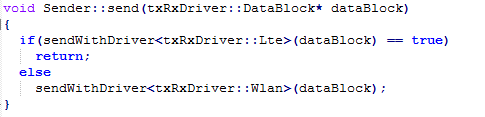 void Sender::send(txRxDriver::DataBlock* dataBlock)
{
if(sendWithDriver<txRxDriver::Lte>(dataBlock) == true)
return;
else
sendWithDriver<txRxDriver::Wlan>(dataBlock);
}